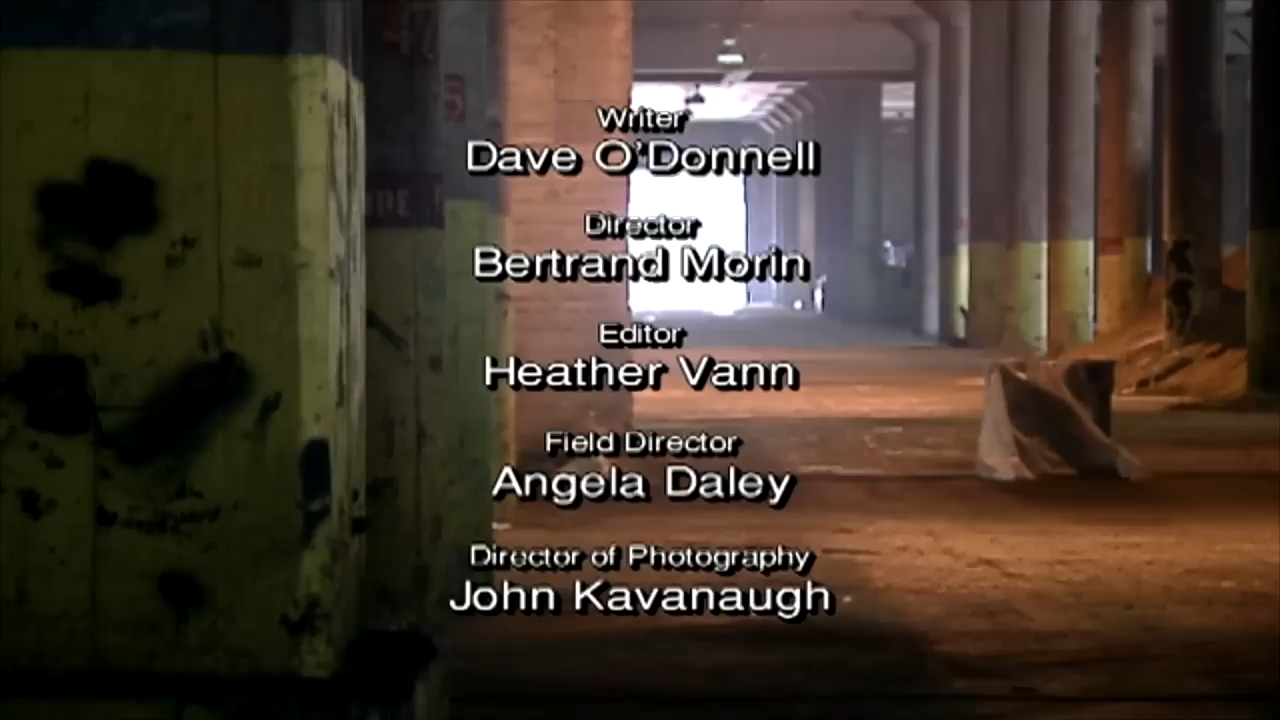 Writer
Dave O'Donnell
Director
Bertrand Morin
Editor
Heather Vann
Field Director
Angela Daley
Director of Photography
John Kavanaugh